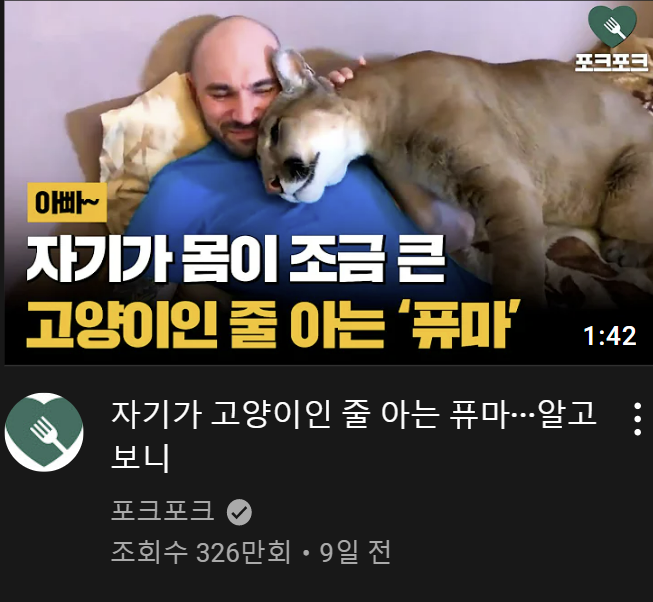 포크포크
아빠~
자기가 몸이 조금 큰
고양이인 줄 아는 ‘퓨마’
1:42
자기가 고양이인 줄 아는 퓨마···알고
보니
포크포크
조회수 326만회 • 9일 전